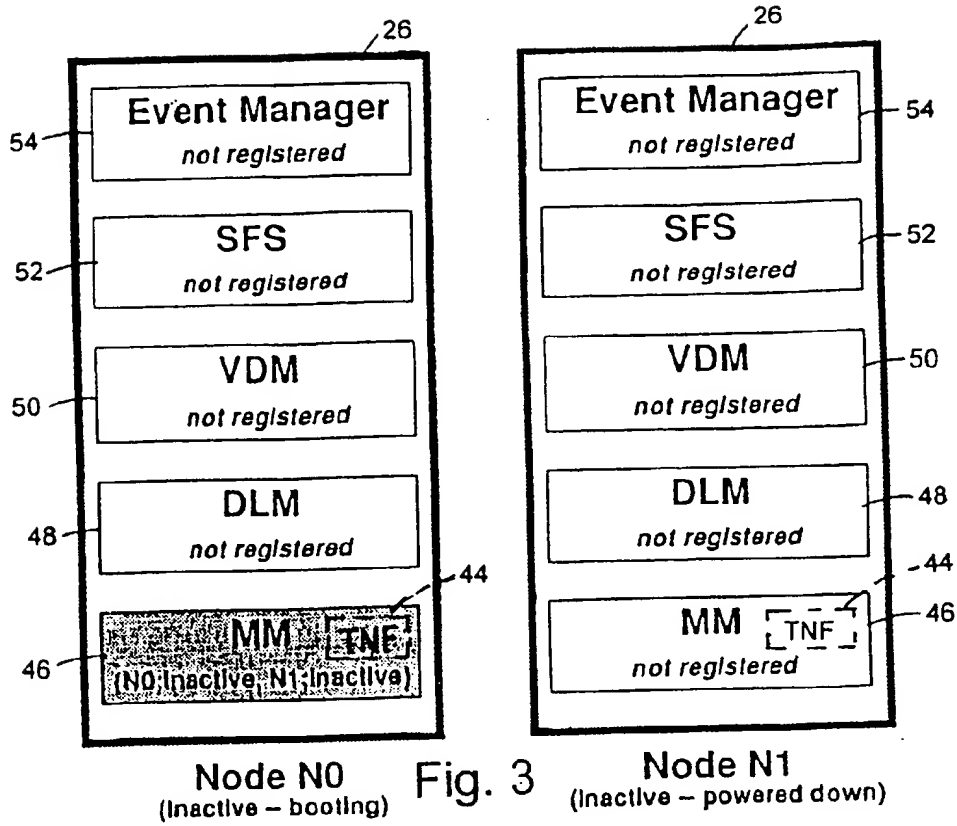 26
Event Manager
not registered
54
SFS
not registered
52
VDM
not registered
50
DLM
not registered
48
44
MM
TNF
(N0;Inactive, N1;Inactive)
46
Node N0
(Inactive – booting)
26
Event Manager
not registered
54
SFS
not registered
52
VDM
not registered
50
DLM
not registered
48
44
MM
TNF
not registered
46
Node N1
(Inactive – powered down)
Fig. 3